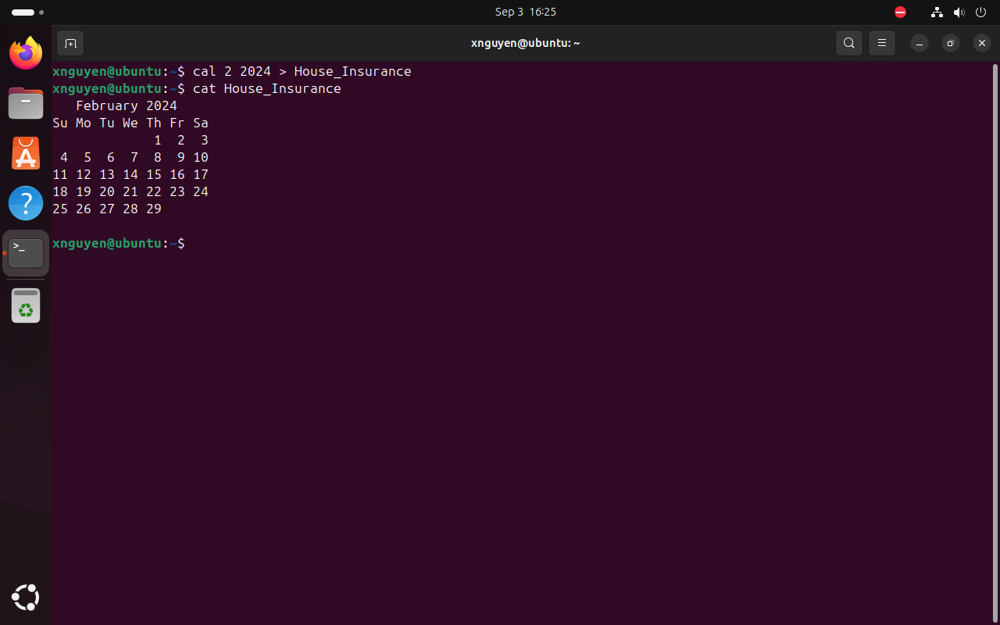 Sep 3 16:25
xnguyen@ubuntu: ~
xnguyen@ubuntu:~$ cal 2 2024 > House_Insurance
xnguyen@ubuntu:~$ cat House_Insurance
   February 2024
Su Mo Tu We Th Fr Sa
             1  2  3
 4  5  6  7  8  9 10
11 12 13 14 15 16 17
18 19 20 21 22 23 24
25 26 27 28 29
xnguyen@ubuntu:~$